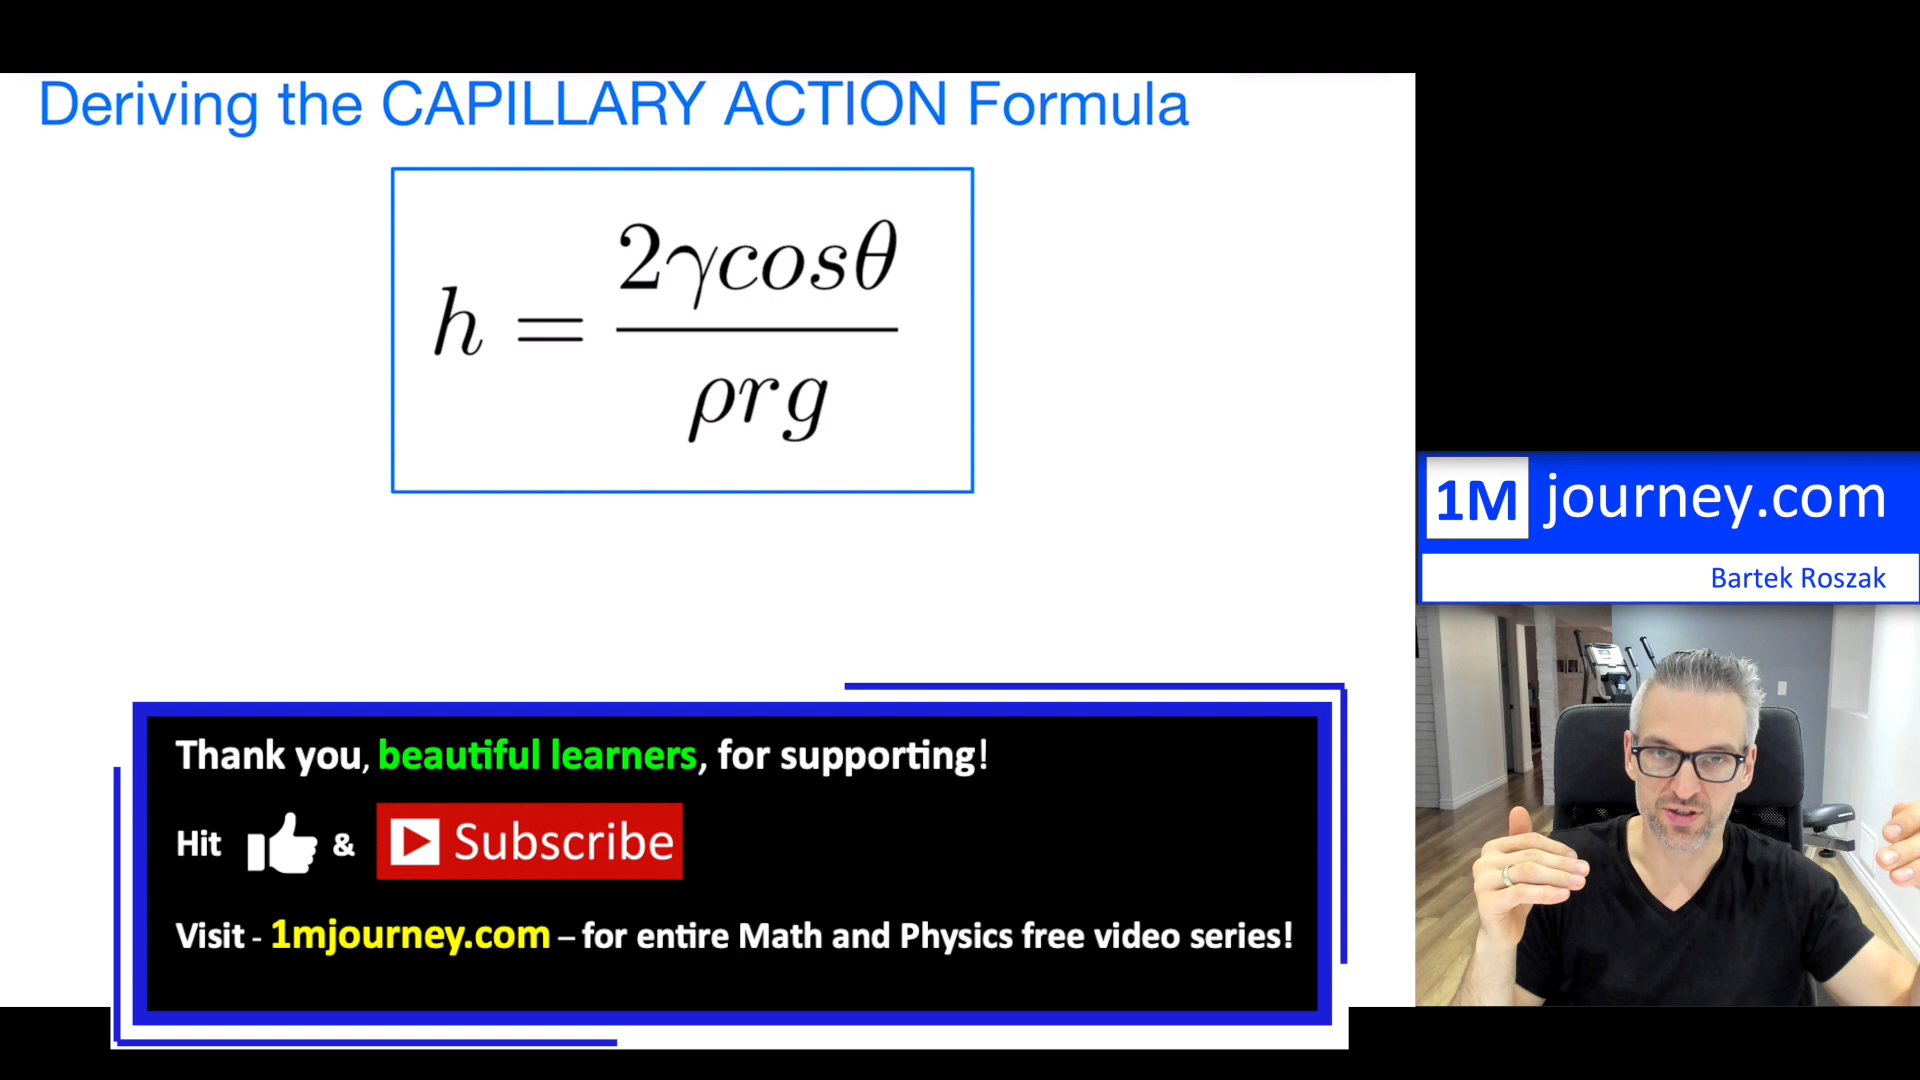 Deriving the CAPILLARY ACTION Formula
h = 2γcosθ / ρrg
1M journey.com
Bartek Roszak
Thank you, beautiful learners, for supporting!
Hit & Subscribe
Visit - 1mjourney.com – for entire Math and Physics free video series!